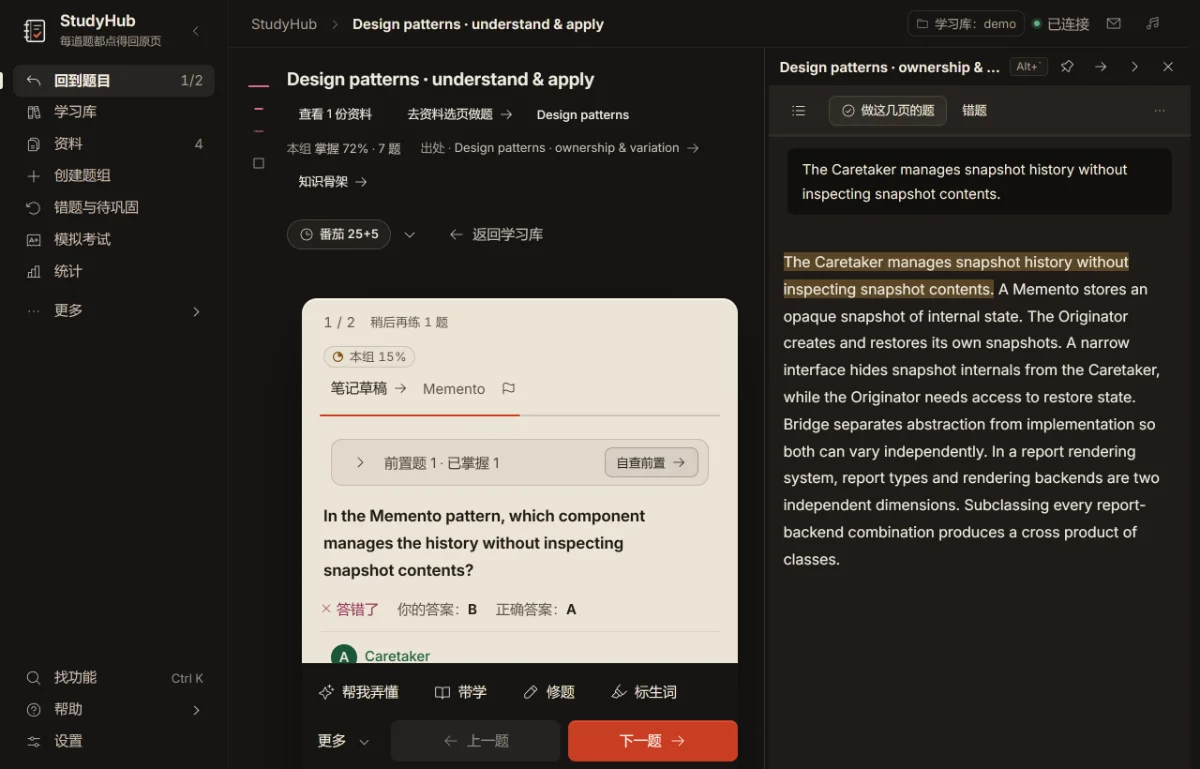 StudyHub
每道题都点得回原页
回到题目 1/2
学习库
资料 4
创建题组
错题与待巩固
模拟考试
统计
更多
找功能 Ctrl K
帮助
设置
StudyHub > Design patterns · understand & apply
学习库: demo
已连接
Design patterns · understand & apply
查看 1 份资料 去资料选页做题 → Design patterns
本组 掌握 72% · 7 题 出处 · Design patterns · ownership & variation →
知识骨架 →
番茄 25+5
← 返回学习库
1 / 2 稍后再练 1 题
本组 15%
笔记草稿 → Memento
前置题 1 · 已掌握 1
自查前置 →
In the Memento pattern, which component
manages the history without inspecting
snapshot contents?
× 答错了 你的答案: B 正确答案: A
A Caretaker
帮我弄懂 带学 修题 标生词
更多
← 上一题
下一题 →
Design patterns · ownership & ... Alt+`
做这几页的题 错题
The Caretaker manages snapshot history without
inspecting snapshot contents.
The Caretaker manages snapshot history without
inspecting snapshot contents. A Memento stores an
opaque snapshot of internal state. The Originator
creates and restores its own snapshots. A narrow
interface hides snapshot internals from the Caretaker,
while the Originator needs access to restore state.
Bridge separates abstraction from implementation so
both can vary independently. In a report rendering
system, report types and rendering backends are two
independent dimensions. Subclassing every report-
backend combination produces a cross product of
classes.